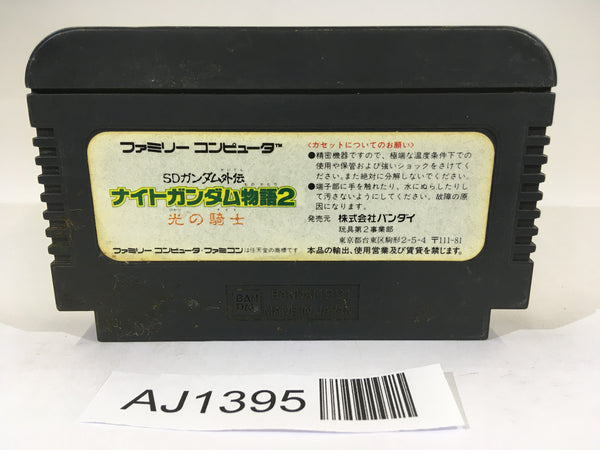 ファミリー コンピュータ™
SDガンダム外伝
ナイトガンダム物語2
光の騎士
ファミリー コンピュータ・ファミコンは任天堂の商標です
〈カセットについてのお願い〉
●精密機器ですので、極端な温度条件下での
使用や保管および強いショックをさけてく
ださい。また絶対に分解しないでください。
●端子部に手を触れたり、水にぬらしたりし
て汚さないようにしてください。故障の原
因になります。
発売元 株式会社バンダイ
玩具第2事業部
東京都台東区駒形2-5-4 〒111-81
本品の輸出、使用営業及び賃貸を禁じます。
BAN
DAI
MADE IN JAPAN
AJ1395